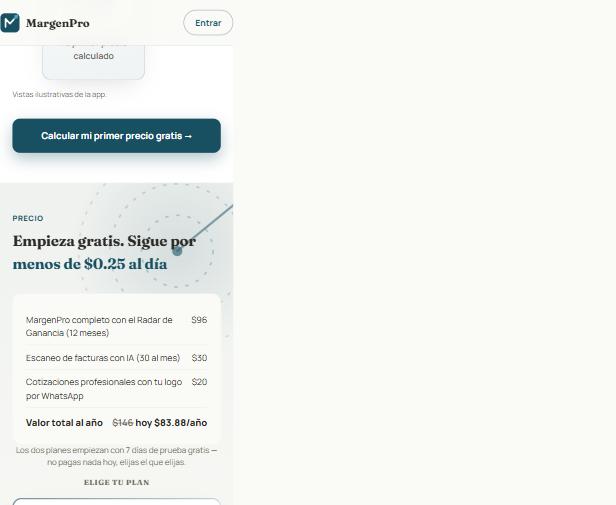 MargenPro
Entrar
calculado
Vistas ilustrativas de la app.
Calcular mi primer precio gratis →
PRECIO
Empieza gratis. Sigue por
menos de $0.25 al día
MargenPro completo con el Radar de $96
Ganancia (12 meses)
Escaneo de facturas con IA (30 al mes) $30
Cotizaciones profesionales con tu logo $20
por WhatsApp
Valor total al año $146 hoy $83.88/año
Los dos planes empiezan con 7 días de prueba gratis —
no pagas nada hoy, elijas el que elijas.
ELIGE TU PLAN